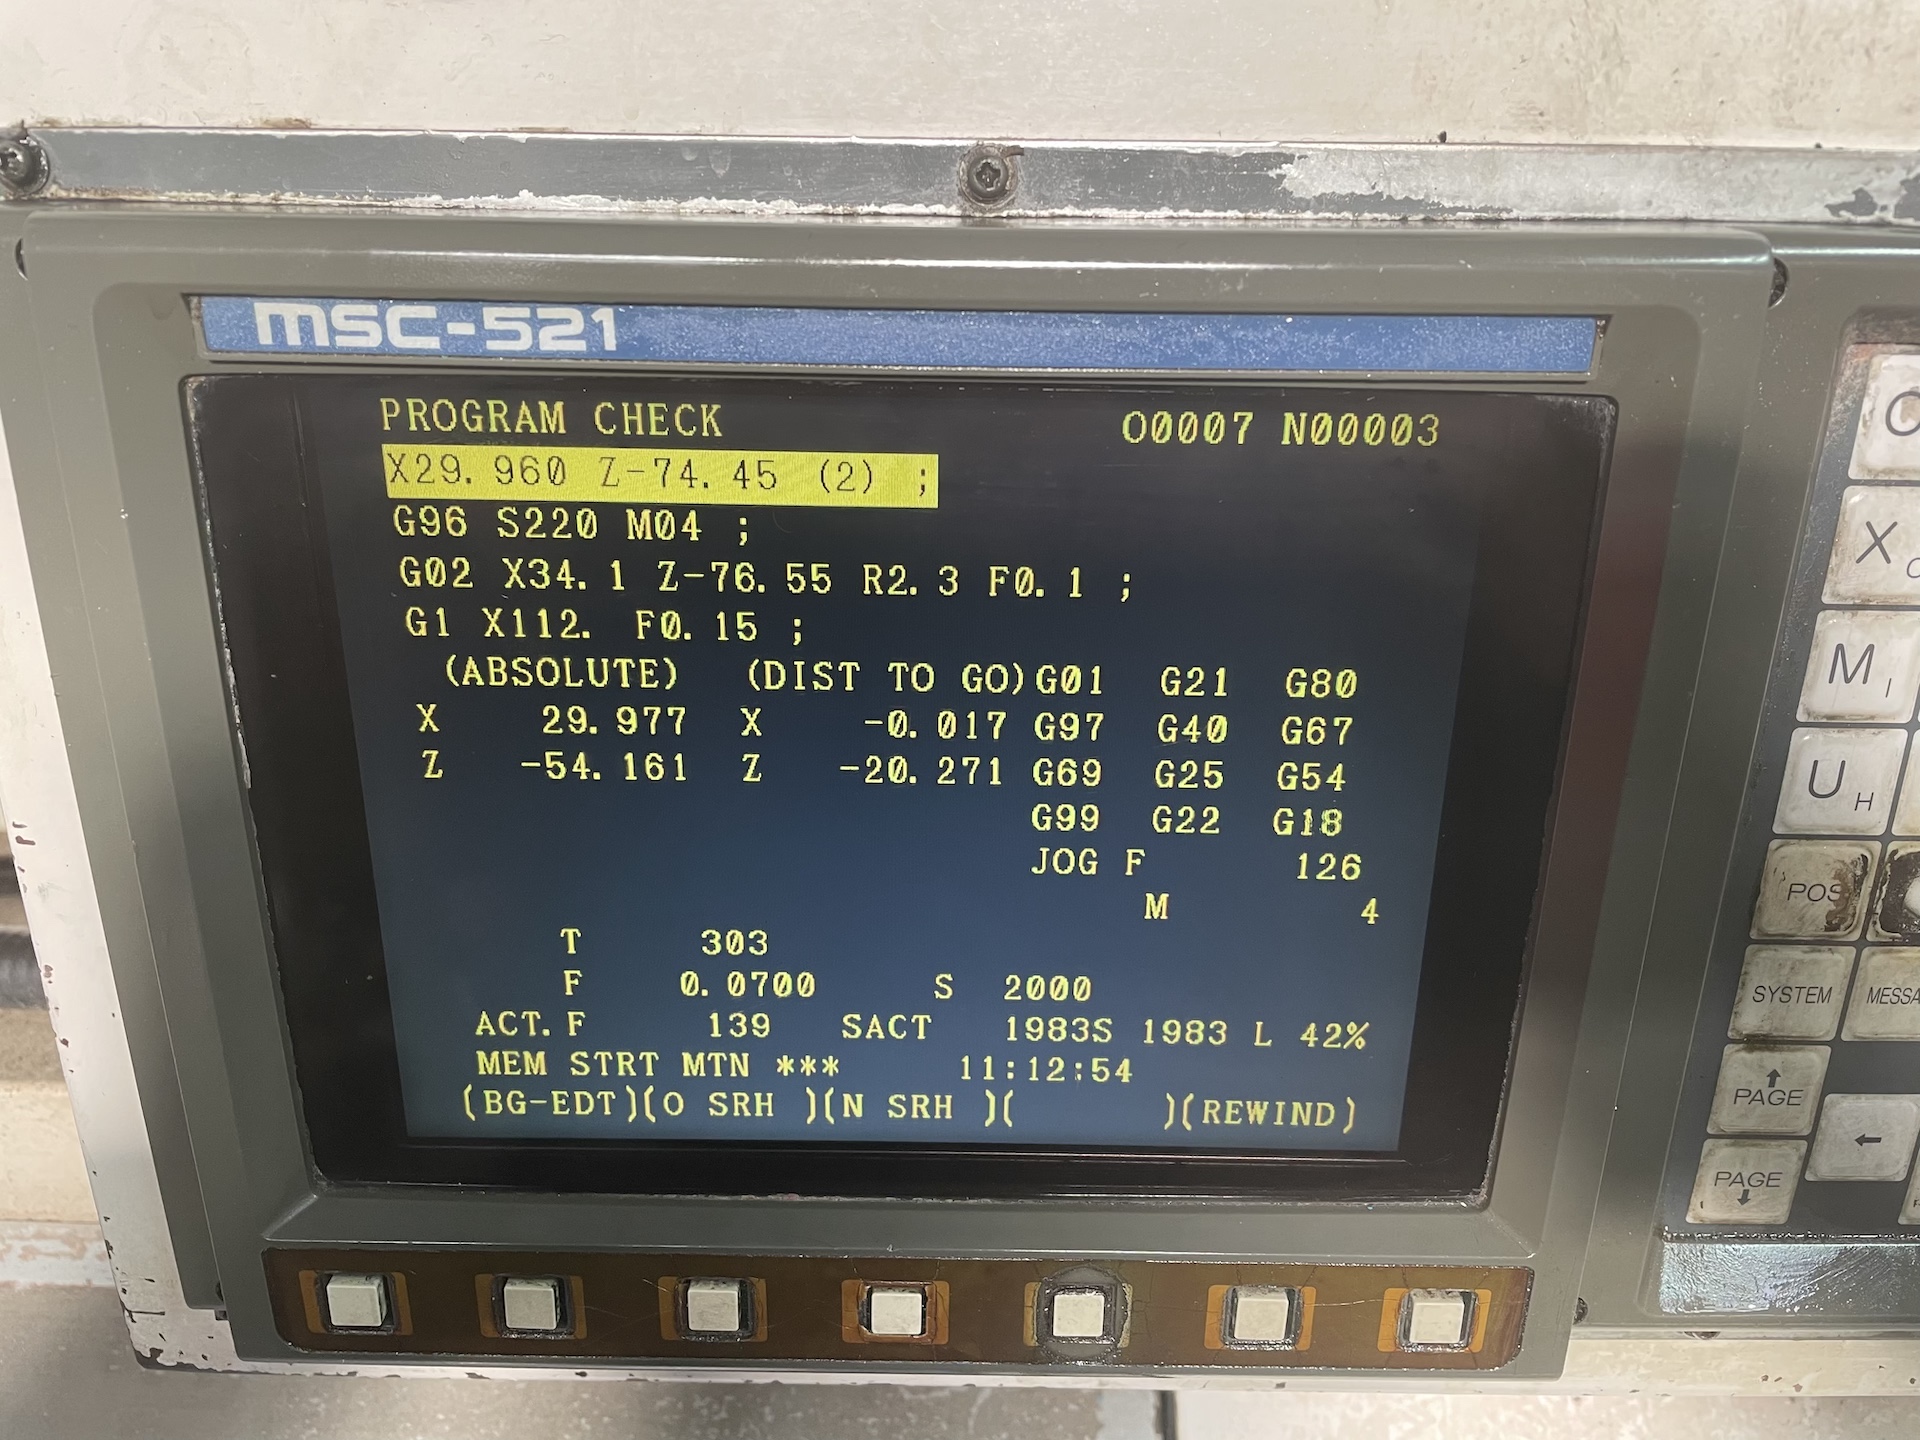 MSC-521
PROGRAM CHECK O0007 N00003
X29.960 Z-74.45 (2) ;
G96 S220 M04 ;
G02 X34.1 Z-76.55 R2.3 F0.1 ;
G1 X112. F0.15 ;
(ABSOLUTE) (DIST TO GO) G01 G21 G80
X 29.977 X -0.017 G97 G40 G67
Z -54.161 Z -20.271 G69 G25 G54
G99 G22 G18
JOG F 126
M 4
T 303
F 0.0700 S 2000
ACT.F 139 SACT 1983S 1983 L 42%
MEM STRT MTN *** 11:12:54
(BG-EDT)(O SRH )(N SRH )( )(REWIND)
X
M I
U H
POS
SYSTEM
PAGE
PAGE